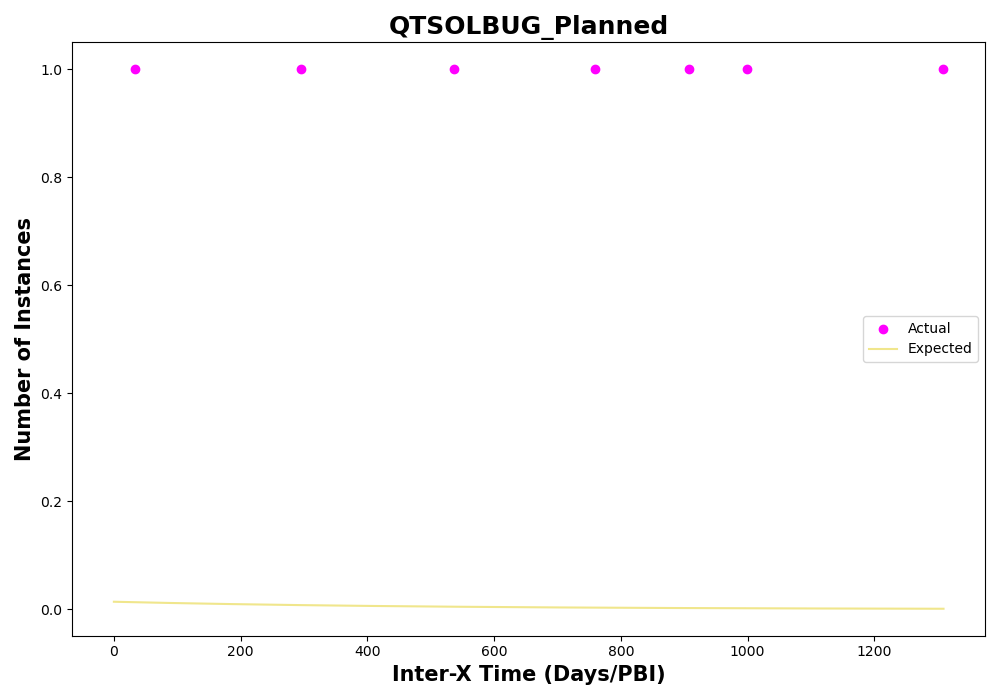 QTSOLBUG_Planned
Number of Instances
1.0
0.8
0.6
0.4
0.2
0.0
Actual
Expected
0 200 400 600 800 1000 1200
Inter-X Time (Days/PBI)